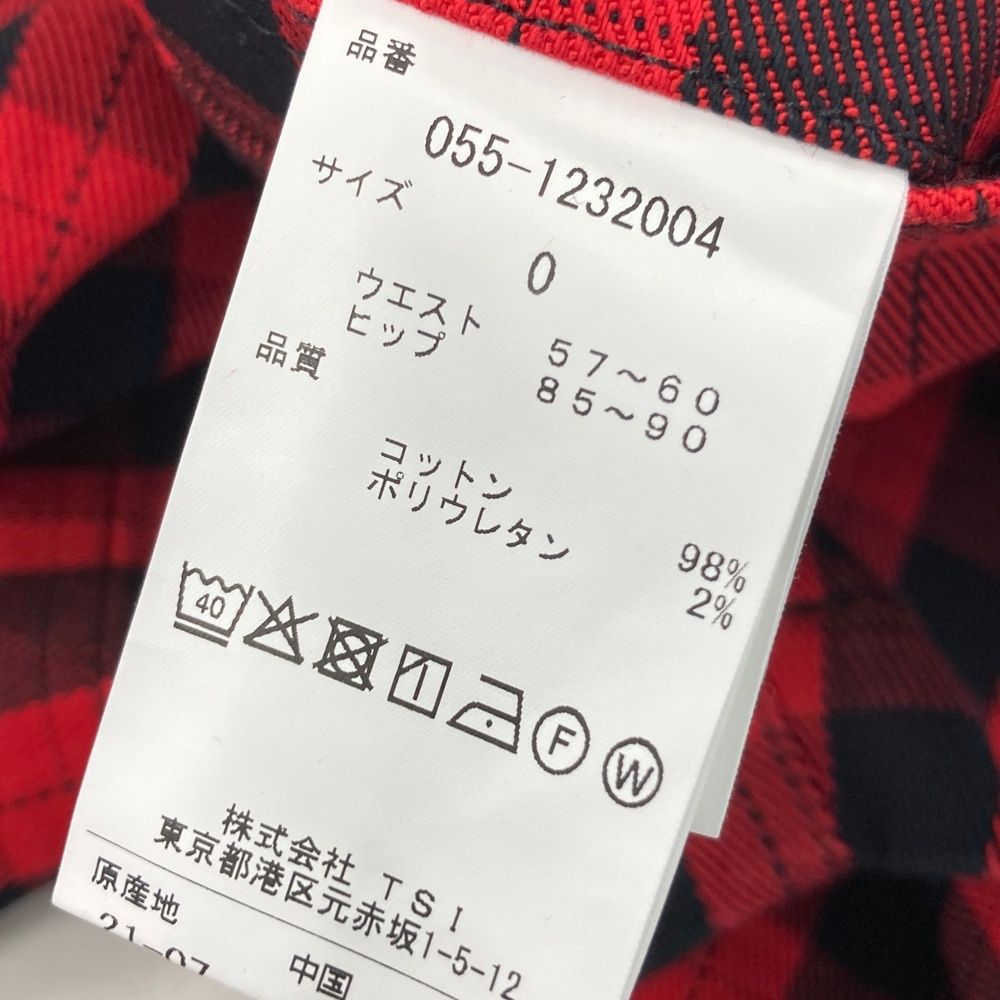 品番
055-1232004
サイズ
0
ウエスト 57～60
ヒップ 85～90
品質
コットン 98%
ポリウレタン 2%
40
F W
株式会社 TSI
東京都港区元赤坂1-5-12
原産地
中国
21-07